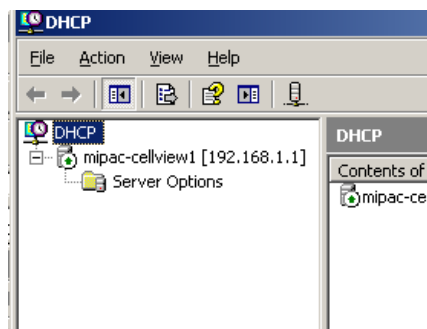 DHCP
File Action View Help
DHCP
mipac-cellview1 [192.168.1.1]
Server Options
DHCP
Contents of
mipac-ce